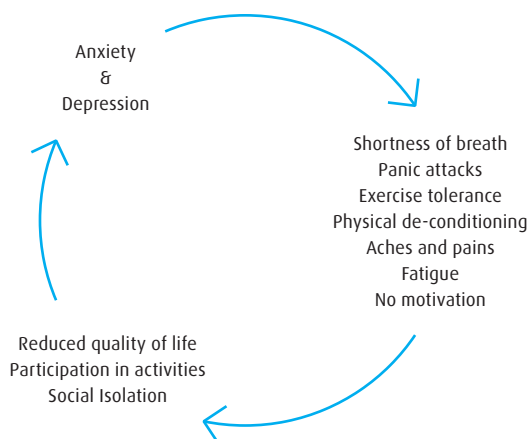 Anxiety
&
Depression
Shortness of breath
Panic attacks
Exercise tolerance
Physical de-conditioning
Aches and pains
Fatigue
No motivation
Reduced quality of life
Participation in activities
Social Isolation